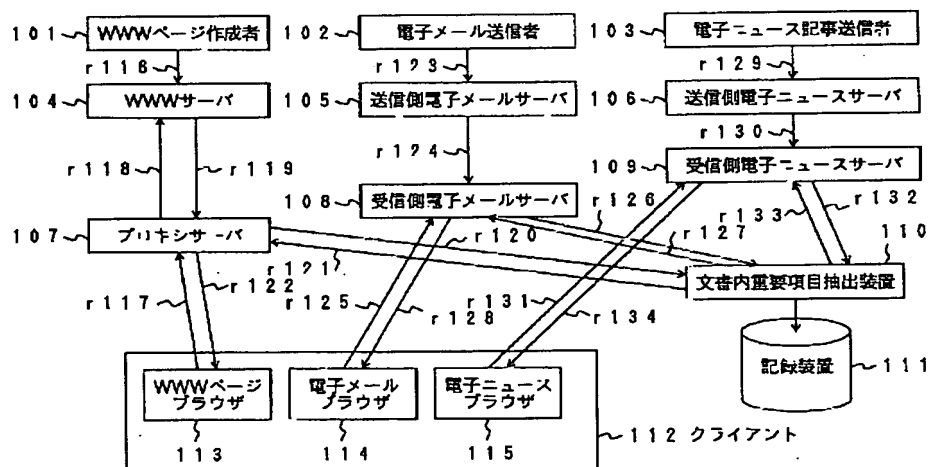 101 WWWページ作成者
102 電子メール送信者
103 電子ニュース記事送信者
r116
r123
r129
104 WWWサーバ
105 送信側電子メールサーバ
106 送信側電子ニュースサーバ
r130
r124
r118
r119
109 受信側電子ニュースサーバ
108 受信側電子メールサーバ
r126
r133
r132
107 プロキシサーバ
r120
r127
110
r121
文書内重要項目抽出装置
r117
r122
r125
r128
r131
r134
記録装置
111
WWWページ
ブラウザ
電子メール
ブラウザ
電子ニュース
ブラウザ
113
114
115
112 クライアント